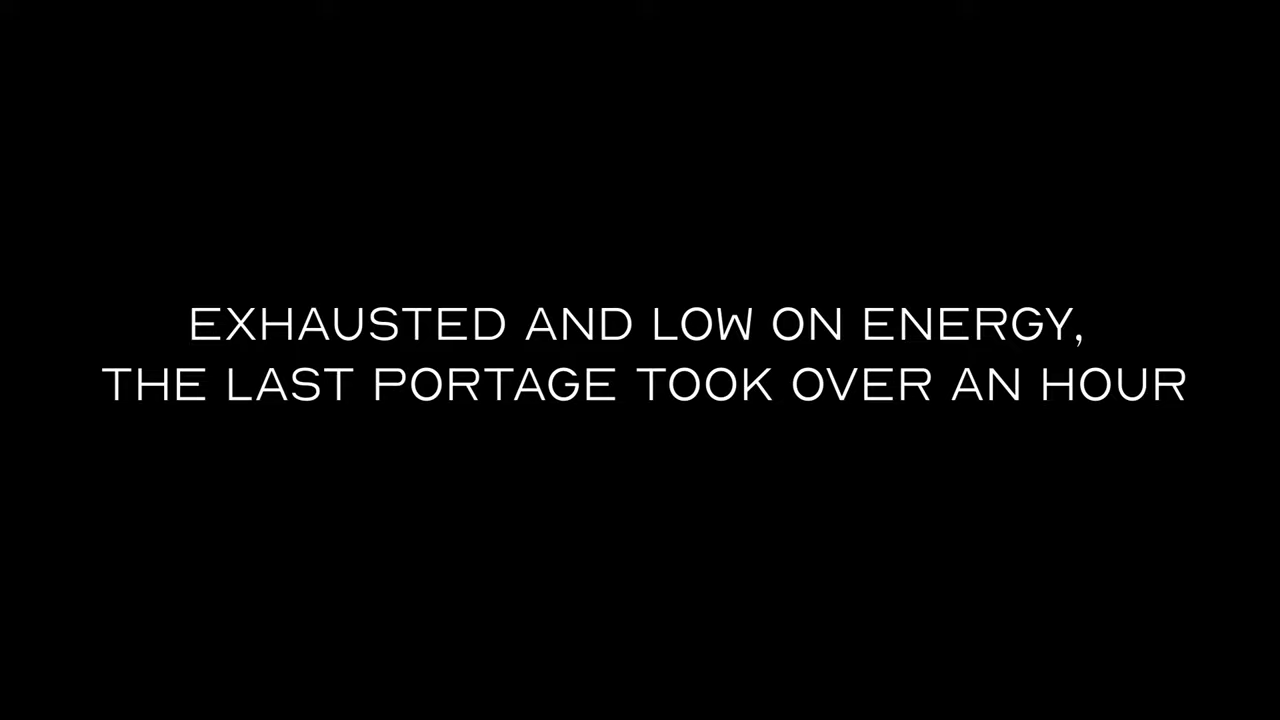 EXHAUSTED AND LOW ON ENERGY,
THE LAST PORTAGE TOOK OVER AN HOUR